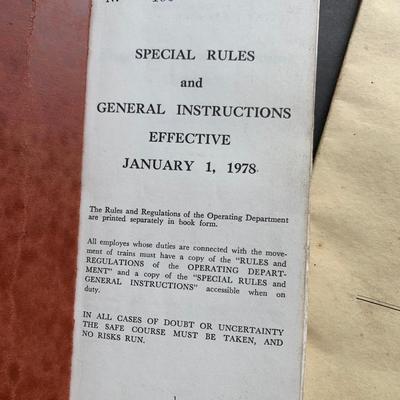 SPECIAL RULES
and
GENERAL INSTRUCTIONS
EFFECTIVE
JANUARY 1, 1978
The Rules and Regulations of the Operating Department
are printed separately in book form.
All employes whose duties are connected with the move-
ment of trains must have a copy of the "RULES and
REGULATIONS of the OPERATING DEPART-
MENT" and a copy of the "SPECIAL RULES and
GENERAL INSTRUCTIONS" accessible when on
duty.
IN ALL CASES OF DOUBT OR UNCERTAINTY
THE SAFE COURSE MUST BE TAKEN, AND
NO RISKS RUN.
1